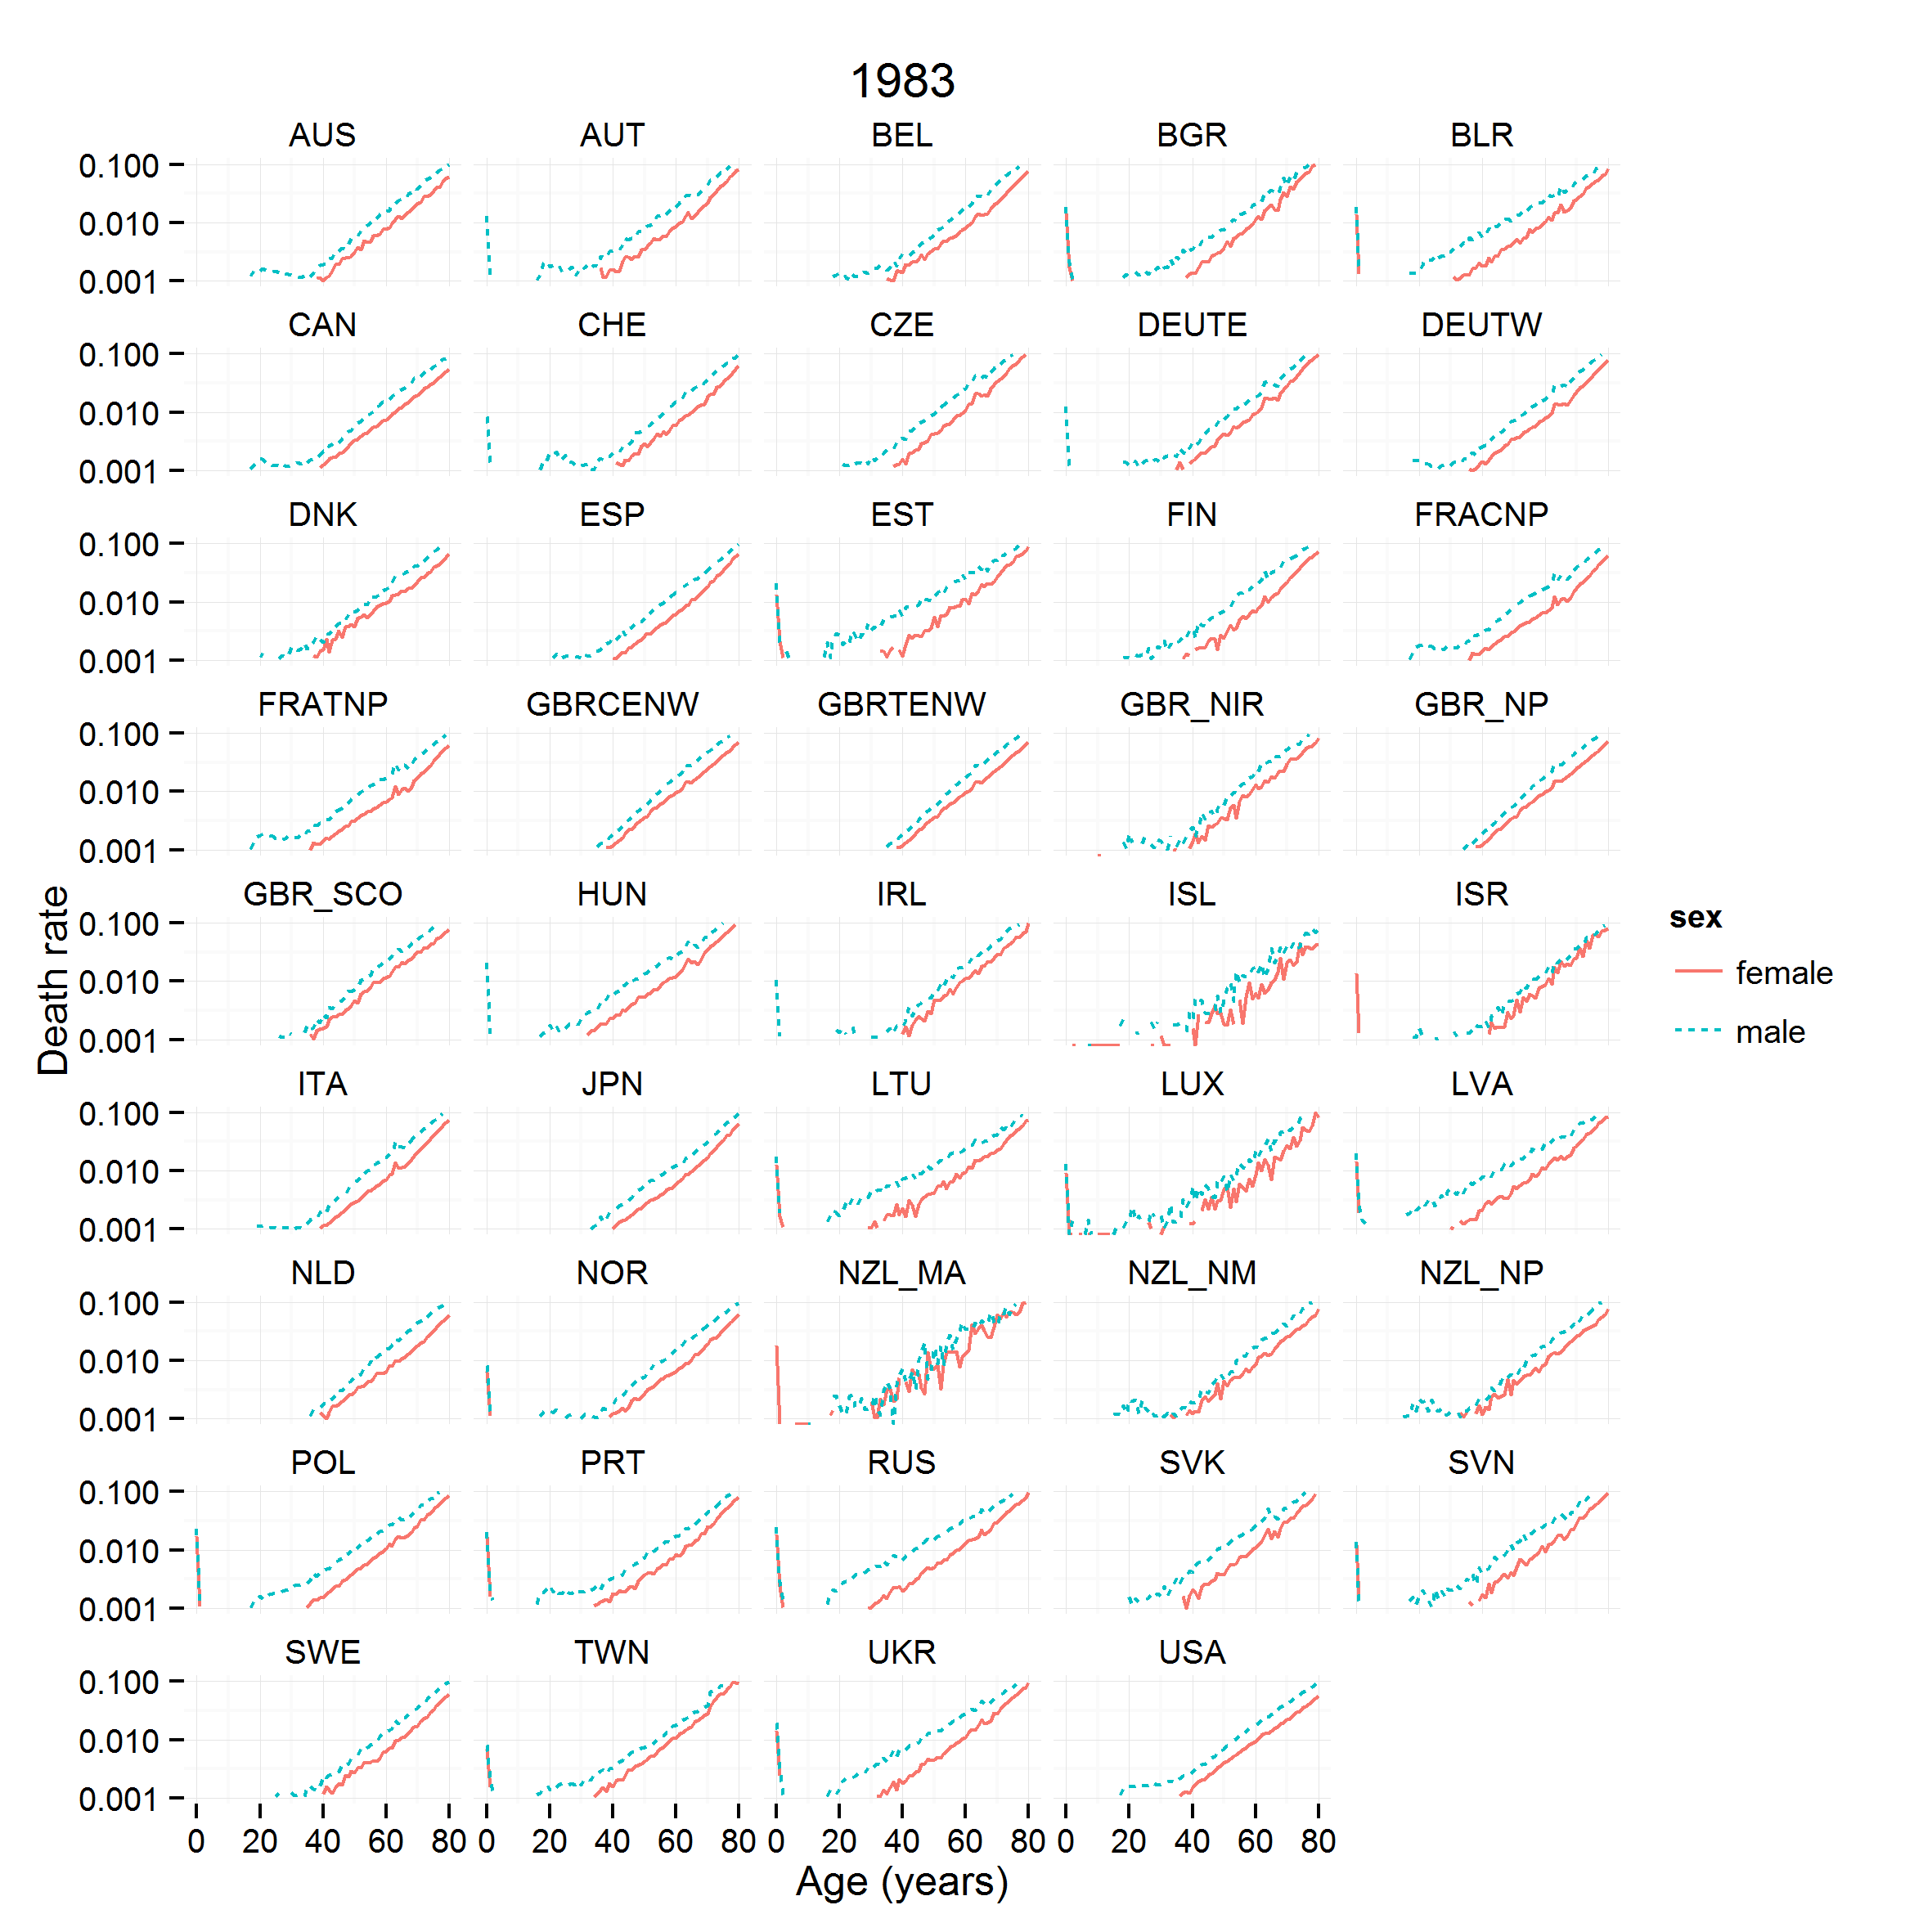 1983
AUS AUT BEL BGR BLR
0.100
0.010
0.001
CAN CHE CZE DEUTE DEUTW
0.100
0.010
0.001
DNK ESP EST FIN FRACNP
0.100
0.010
0.001
FRATNP GBRCENW GBRTENW GBR_NIR GBR_NP
0.100
0.010
0.001
GBR_SCO HUN IRL ISL ISR
0.100
0.010
0.001
ITA JPN LTU LUX LVA
0.100
0.010
0.001
NLD NOR NZL_MA NZL_NM NZL_NP
0.100
0.010
0.001
POL PRT RUS SVK SVN
0.100
0.010
0.001
SWE TWN UKR USA
0.100
0.010
0.001
0 20 40 60 80 0 20 40 60 80 0 20 40 60 80 0 20 40 60 80
Age (years)
Death rate
sex
female
male